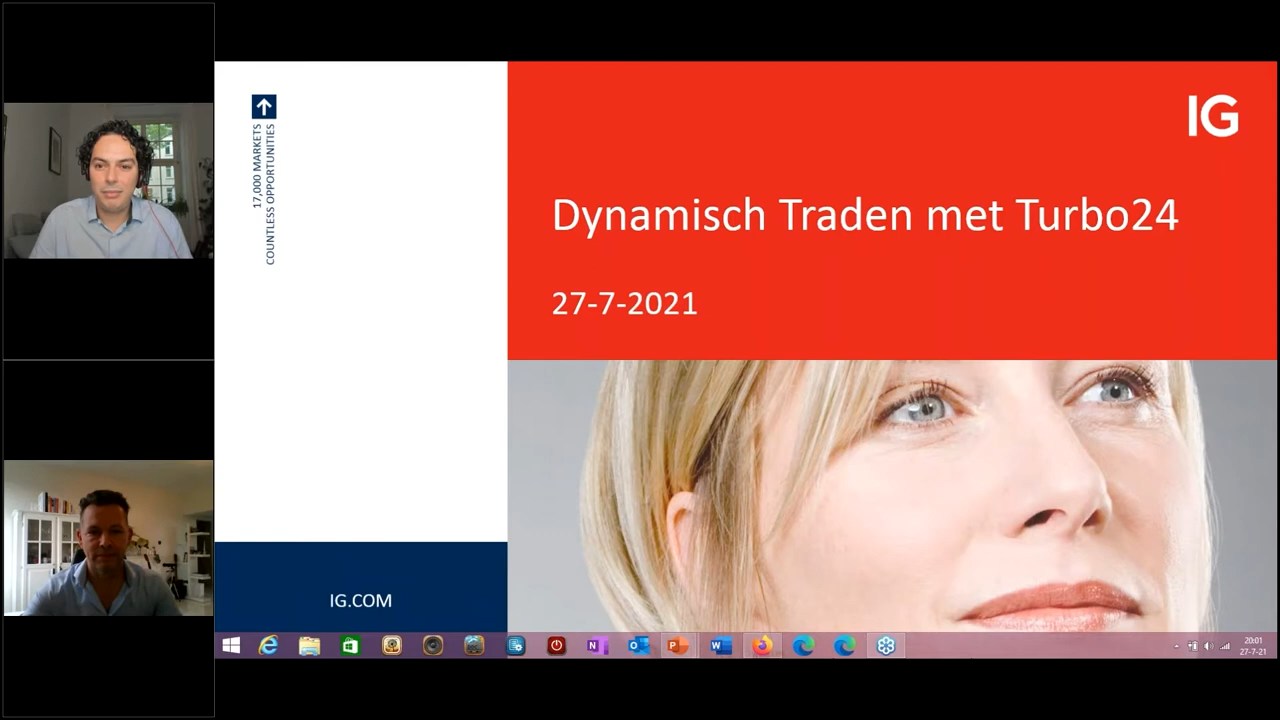 17,000 MARKETS
COUNTLESS OPPORTUNITIES
IG
Dynamisch Traden met Turbo24
27-7-2021
IG.COM
20:01
27-7-21